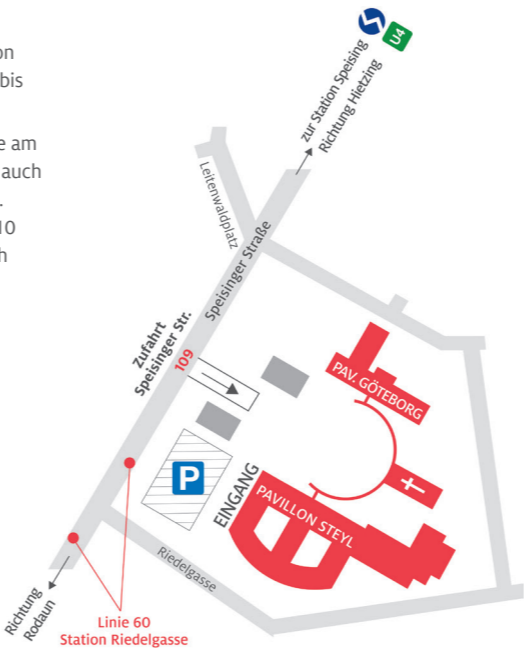 on
bis
e am
auch
.
10
h
zur Station Speising
Richtung Hietzing
U4
Leitenwaldplatz
Speisinger Straße
Zufahrt
Speisinger Str.
109
PAV. GÖTEBORG
P
EINGANG
PAVILLON STEYL
Riedelgasse
Richtung
Rodaun
Linie 60
Station Riedelgasse